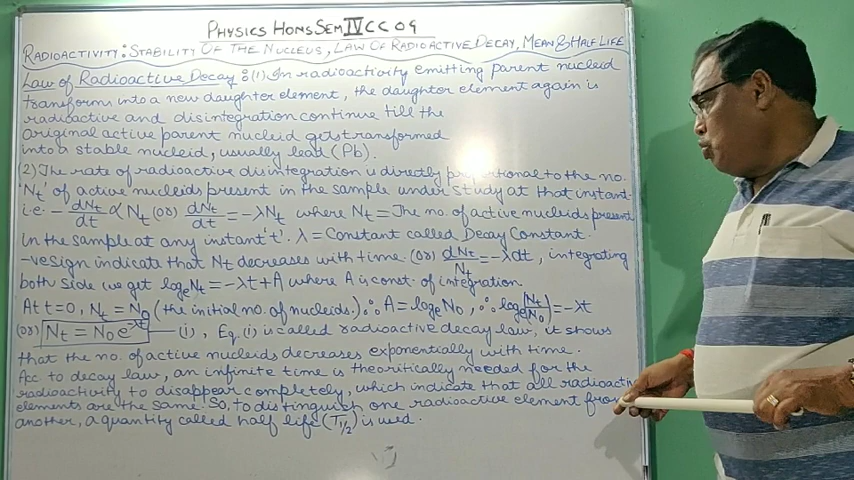 PHYSICS HONS SEM IV CC 09
RADIOACTIVITY: STABILITY OF THE NUCLEUS, LAW OF RADIOACTIVE DECAY, MEAN & HALF LIFE
Law of Radioactive Decay: (1) In radioactivity emitting parent nucleid
transforms into a new daughter element, the daughter element again is
radioactive and disintegration continue till the
original active parent nucleid gets transformed
into a stable nucleid, usually lead (Pb).
(2) The rate of radioactive disintegration is directly proportional to the no.
'Nt' of active nucleids present in the sample under study at that instant.
i.e. - dNt/dt ∝ Nt (or) dNt/dt = -λNt where Nt = The no. of active nucleids present
in the sample at any instant 't'. λ = Constant called Decay Constant.
-ve sign indicate that Nt decreases with time. (or) dNt/Nt = -λdt, integrating
both side we get logeNt = -λt + A where A is const. of integration.
At t=0, Nt = N0 (the initial no. of nucleids.) ∴ A = logeN0, ∴ loge[Nt/N0] = -λt
(or) Nt = N0e^-λt — (i), Eq. (i) is called radioactive decay law, it shows
that the no. of active nucleids decreases exponentially with time.
Acc to decay law, an infinite time is theoritically needed for the
radioactivity to disappear completely, which indicate that all radioactiv
elements are the same. So, to distinguish one radioactive element from
another, a quantity called half life (T1/2) is used.